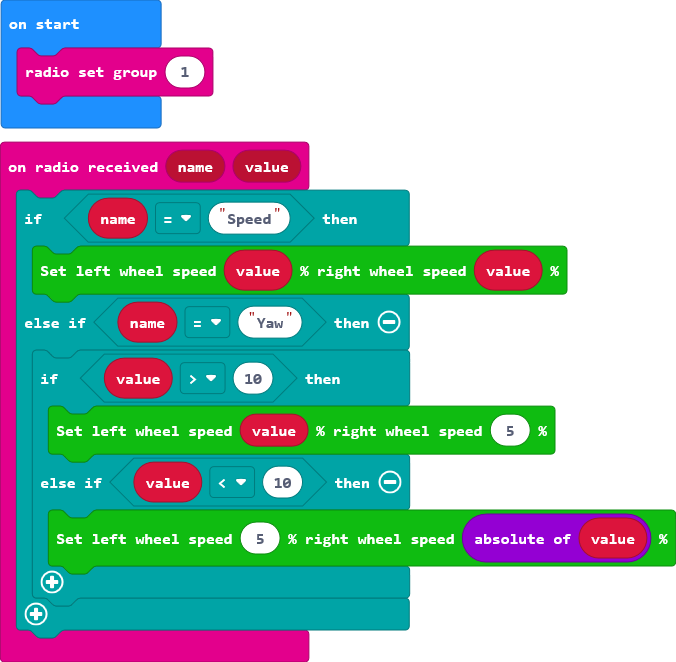 on start
radio set group 1
on radio received name value
if name = "Speed" then
Set left wheel speed value % right wheel speed value %
else if name = "Yaw" then
if value > 10 then
Set left wheel speed value % right wheel speed 5 %
else if value < 10 then
Set left wheel speed 5 % right wheel speed absolute of value %